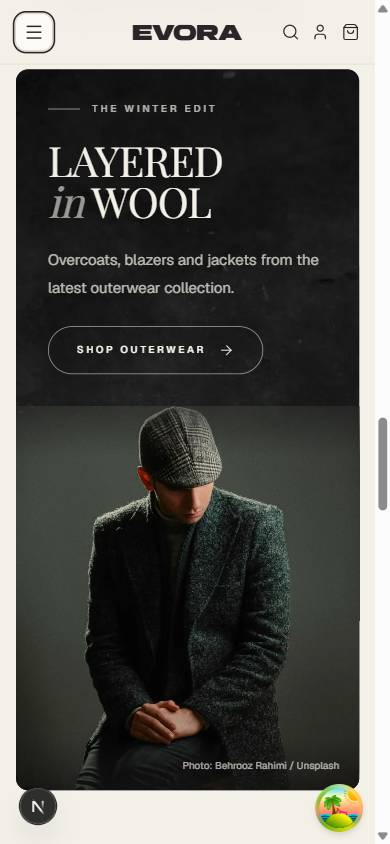 EVORA
THE WINTER EDIT
LAYERED
in WOOL
Overcoats, blazers and jackets from the
latest outerwear collection.
SHOP OUTERWEAR →
Photo: Behrooz Rahimi / Unsplash
N